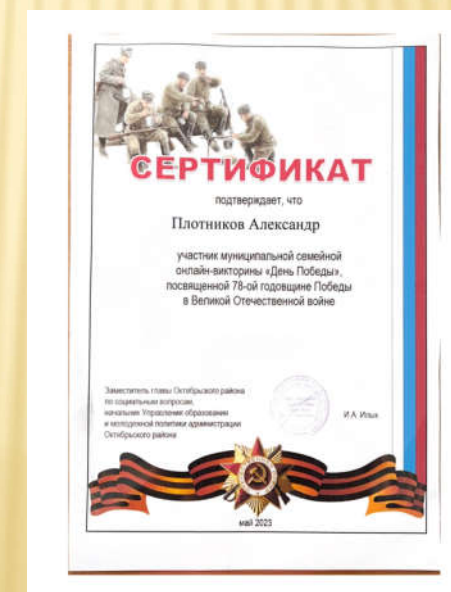 СЕРТИФИКАТ
подтверждает, что
Плотников Александр
участник муниципальной семейной
онлайн-викторины «День Победы»,
посвященной 78-ой годовщине Победы
в Великой Отечественной войне
Заместитель главы Октябрьского района
по социальным вопросам,
начальник Управления образования
и молодежной политики администрации
Октябрьского района
И.А.
май 2023